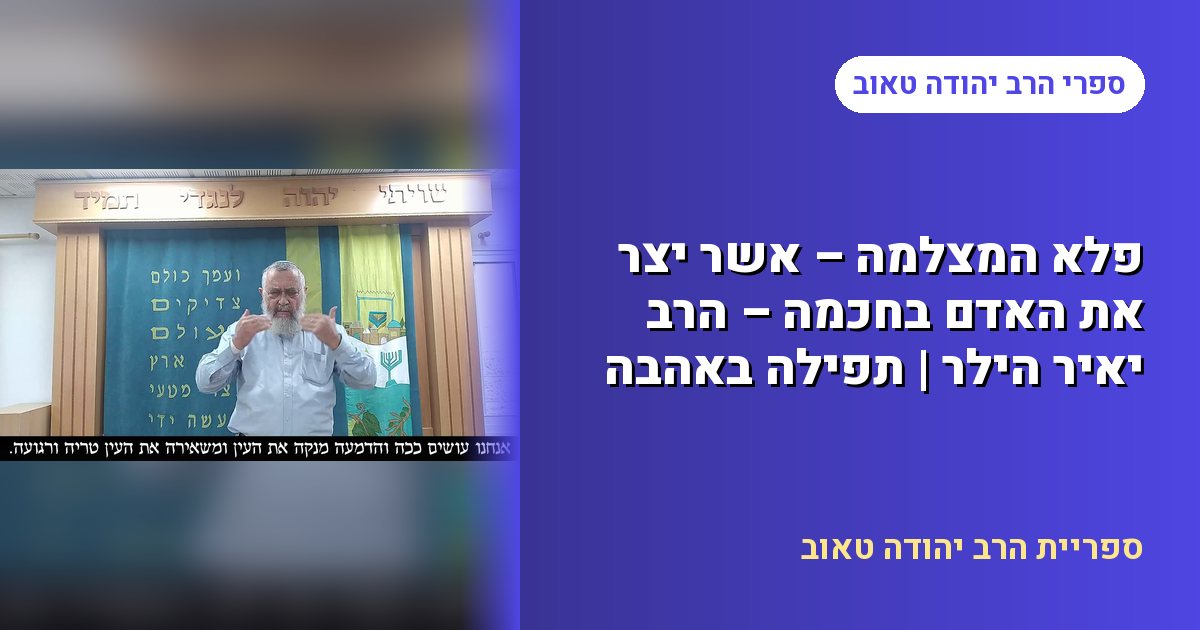 ספרי הרב יהודה טאוב
פלא המצלמה – אשר יצר
את האדם בחכמה – הרב
יאיר הילר | תפילה באהבה
ספריית הרב יהודה טאוב
שויתי יהוה לנגדי תמיד
ועמך כולם
צדיקים
ארץ
מטעי
מעשה ידי
אנחנו עושים ככה והדמעה מנקה את העין ומשאירה את העין טריה ורגועה.